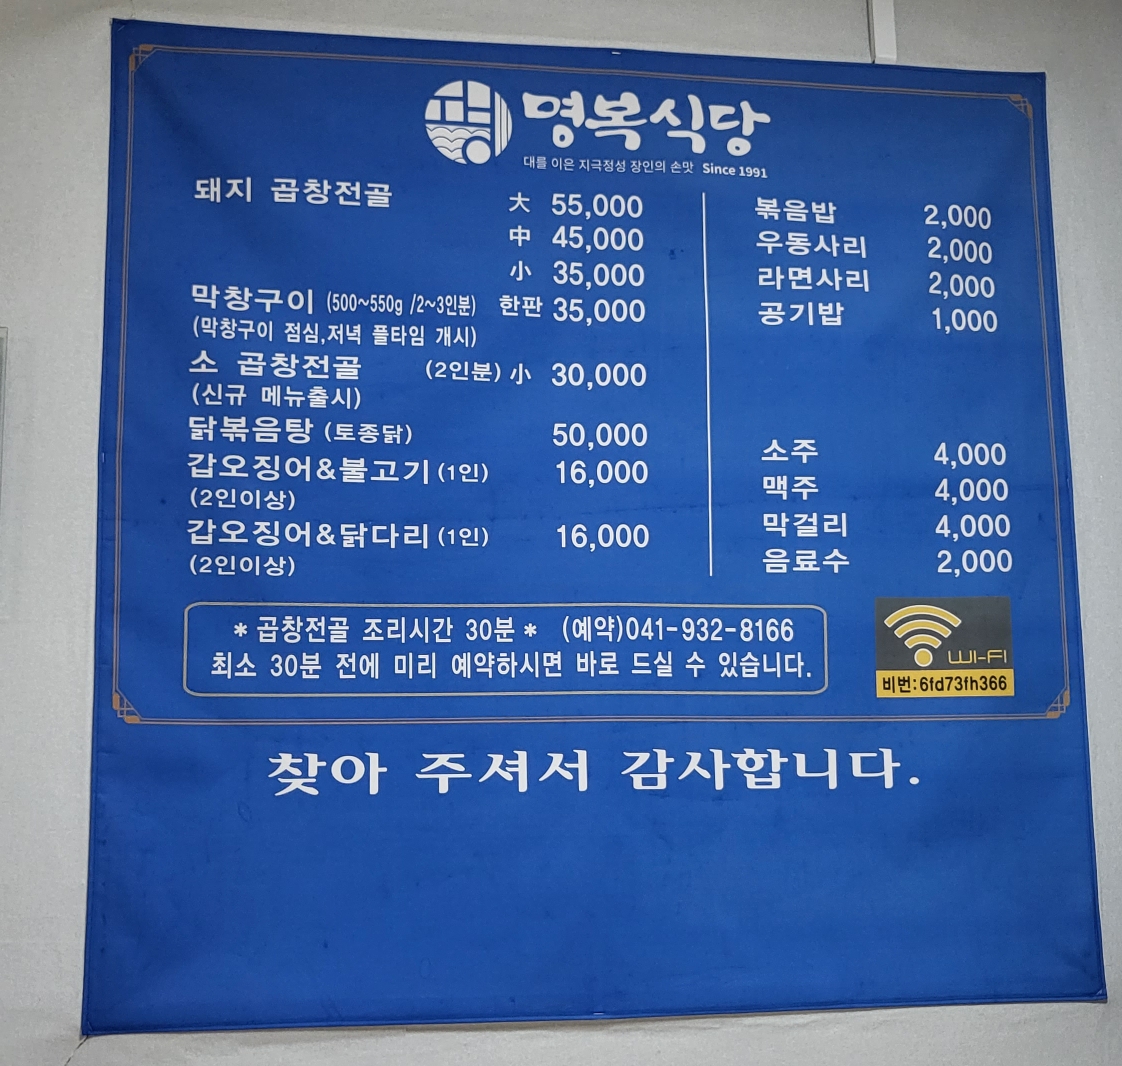 명복식당
대를 이은 지극정성 장인의 손맛 Since 1991
돼지 곱창전골 大 55,000
中 45,000
小 35,000
막창구이 (500~550g /2~3인분) 한판 35,000
(막창구이 점심,저녁 풀타임 개시)
소 곱창전골 (2인분) 小 30,000
(신규 메뉴출시)
닭볶음탕 (토종닭) 50,000
갑오징어&불고기 (1인) 16,000
(2인이상)
갑오징어&닭다리 (1인) 16,000
(2인이상)
볶음밥 2,000
우동사리 2,000
라면사리 2,000
공기밥 1,000
소주 4,000
맥주 4,000
막걸리 4,000
음료수 2,000
*곱창전골 조리시간 30분* (예약)041-932-8166
최소 30분 전에 미리 예약하시면 바로 드실 수 있습니다.
WI-FI
비번:6fd73fh366
찾아 주셔서 감사합니다.